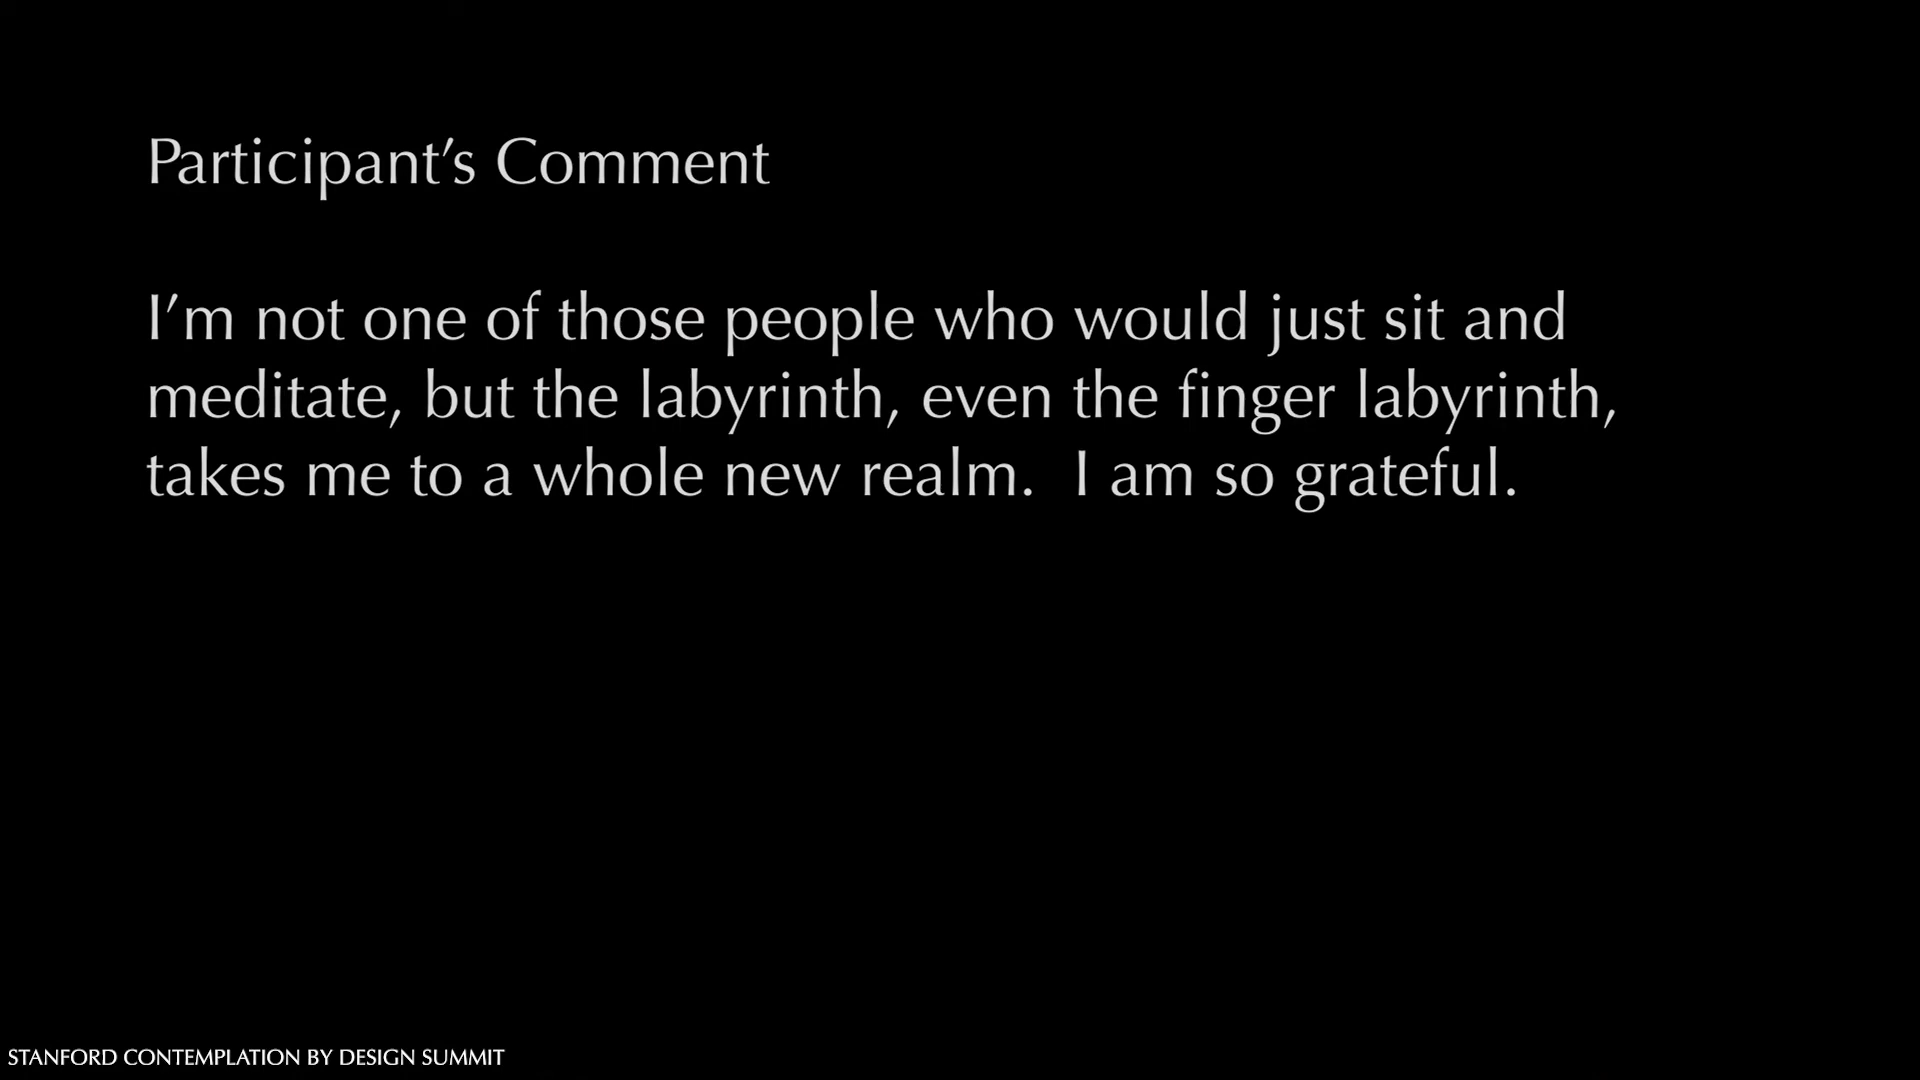 Participant’s Comment
I’m not one of those people who would just sit and
meditate, but the labyrinth, even the finger labyrinth,
takes me to a whole new realm.  I am so grateful.
STANFORD CONTEMPLATION BY DESIGN SUMMIT